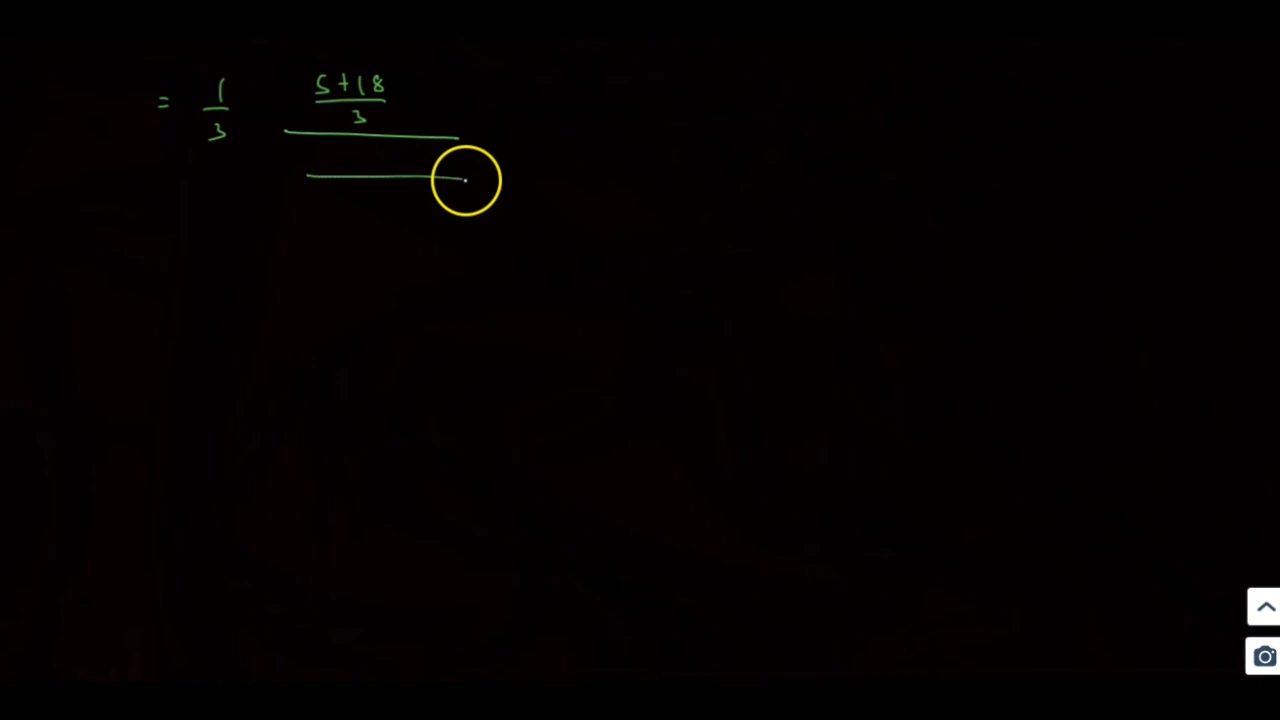 = 1/3 (5+18)/3